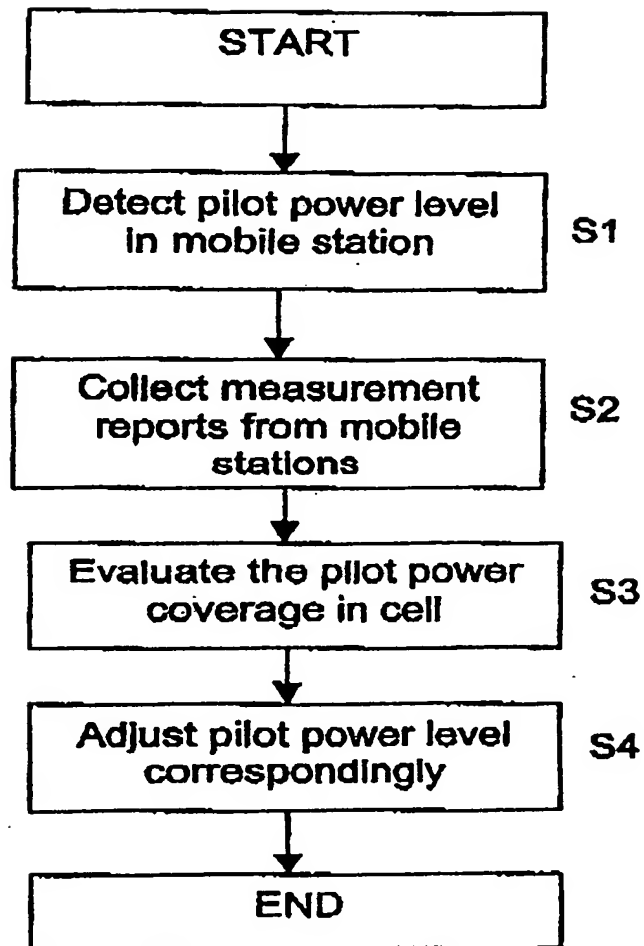 START
Detect pilot power level
in mobile station
S1
Collect measurement
reports from mobile
stations
S2
Evaluate the pilot power
coverage in cell
S3
Adjust pilot power level
correspondingly
S4
END